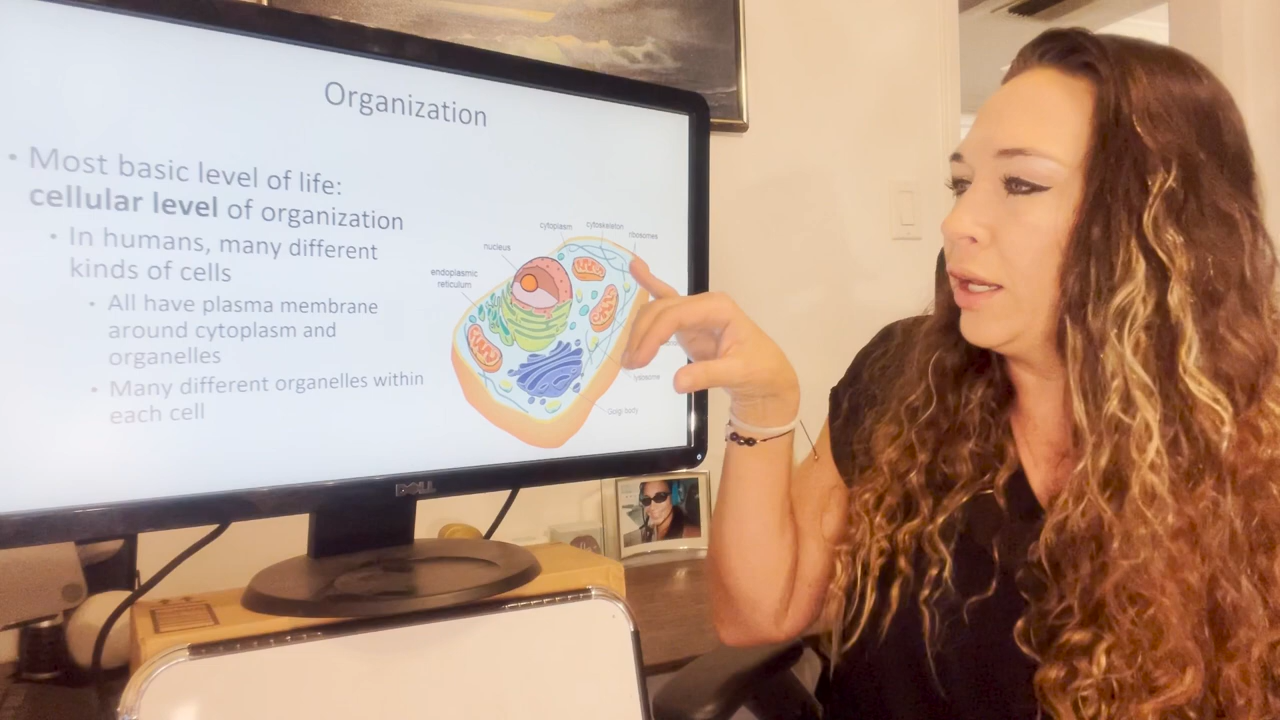 Organization
• Most basic level of life:
cellular level of organization
• In humans, many different
kinds of cells
• All have plasma membrane
around cytoplasm and
organelles
• Many different organelles within
each cell
cytoplasm
cytoskeleton
ribosomes
nucleus
endoplasmic
reticulum
lysosome
Golgi body
DELL